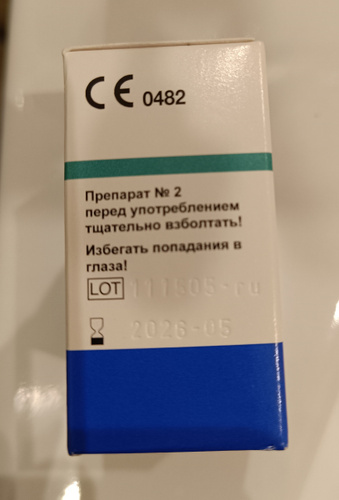 CE 0482
Препарат № 2
перед употреблением
тщательно взболтать!
Избегать попадания в
глаза!
LOT 111505-ru
2026-05